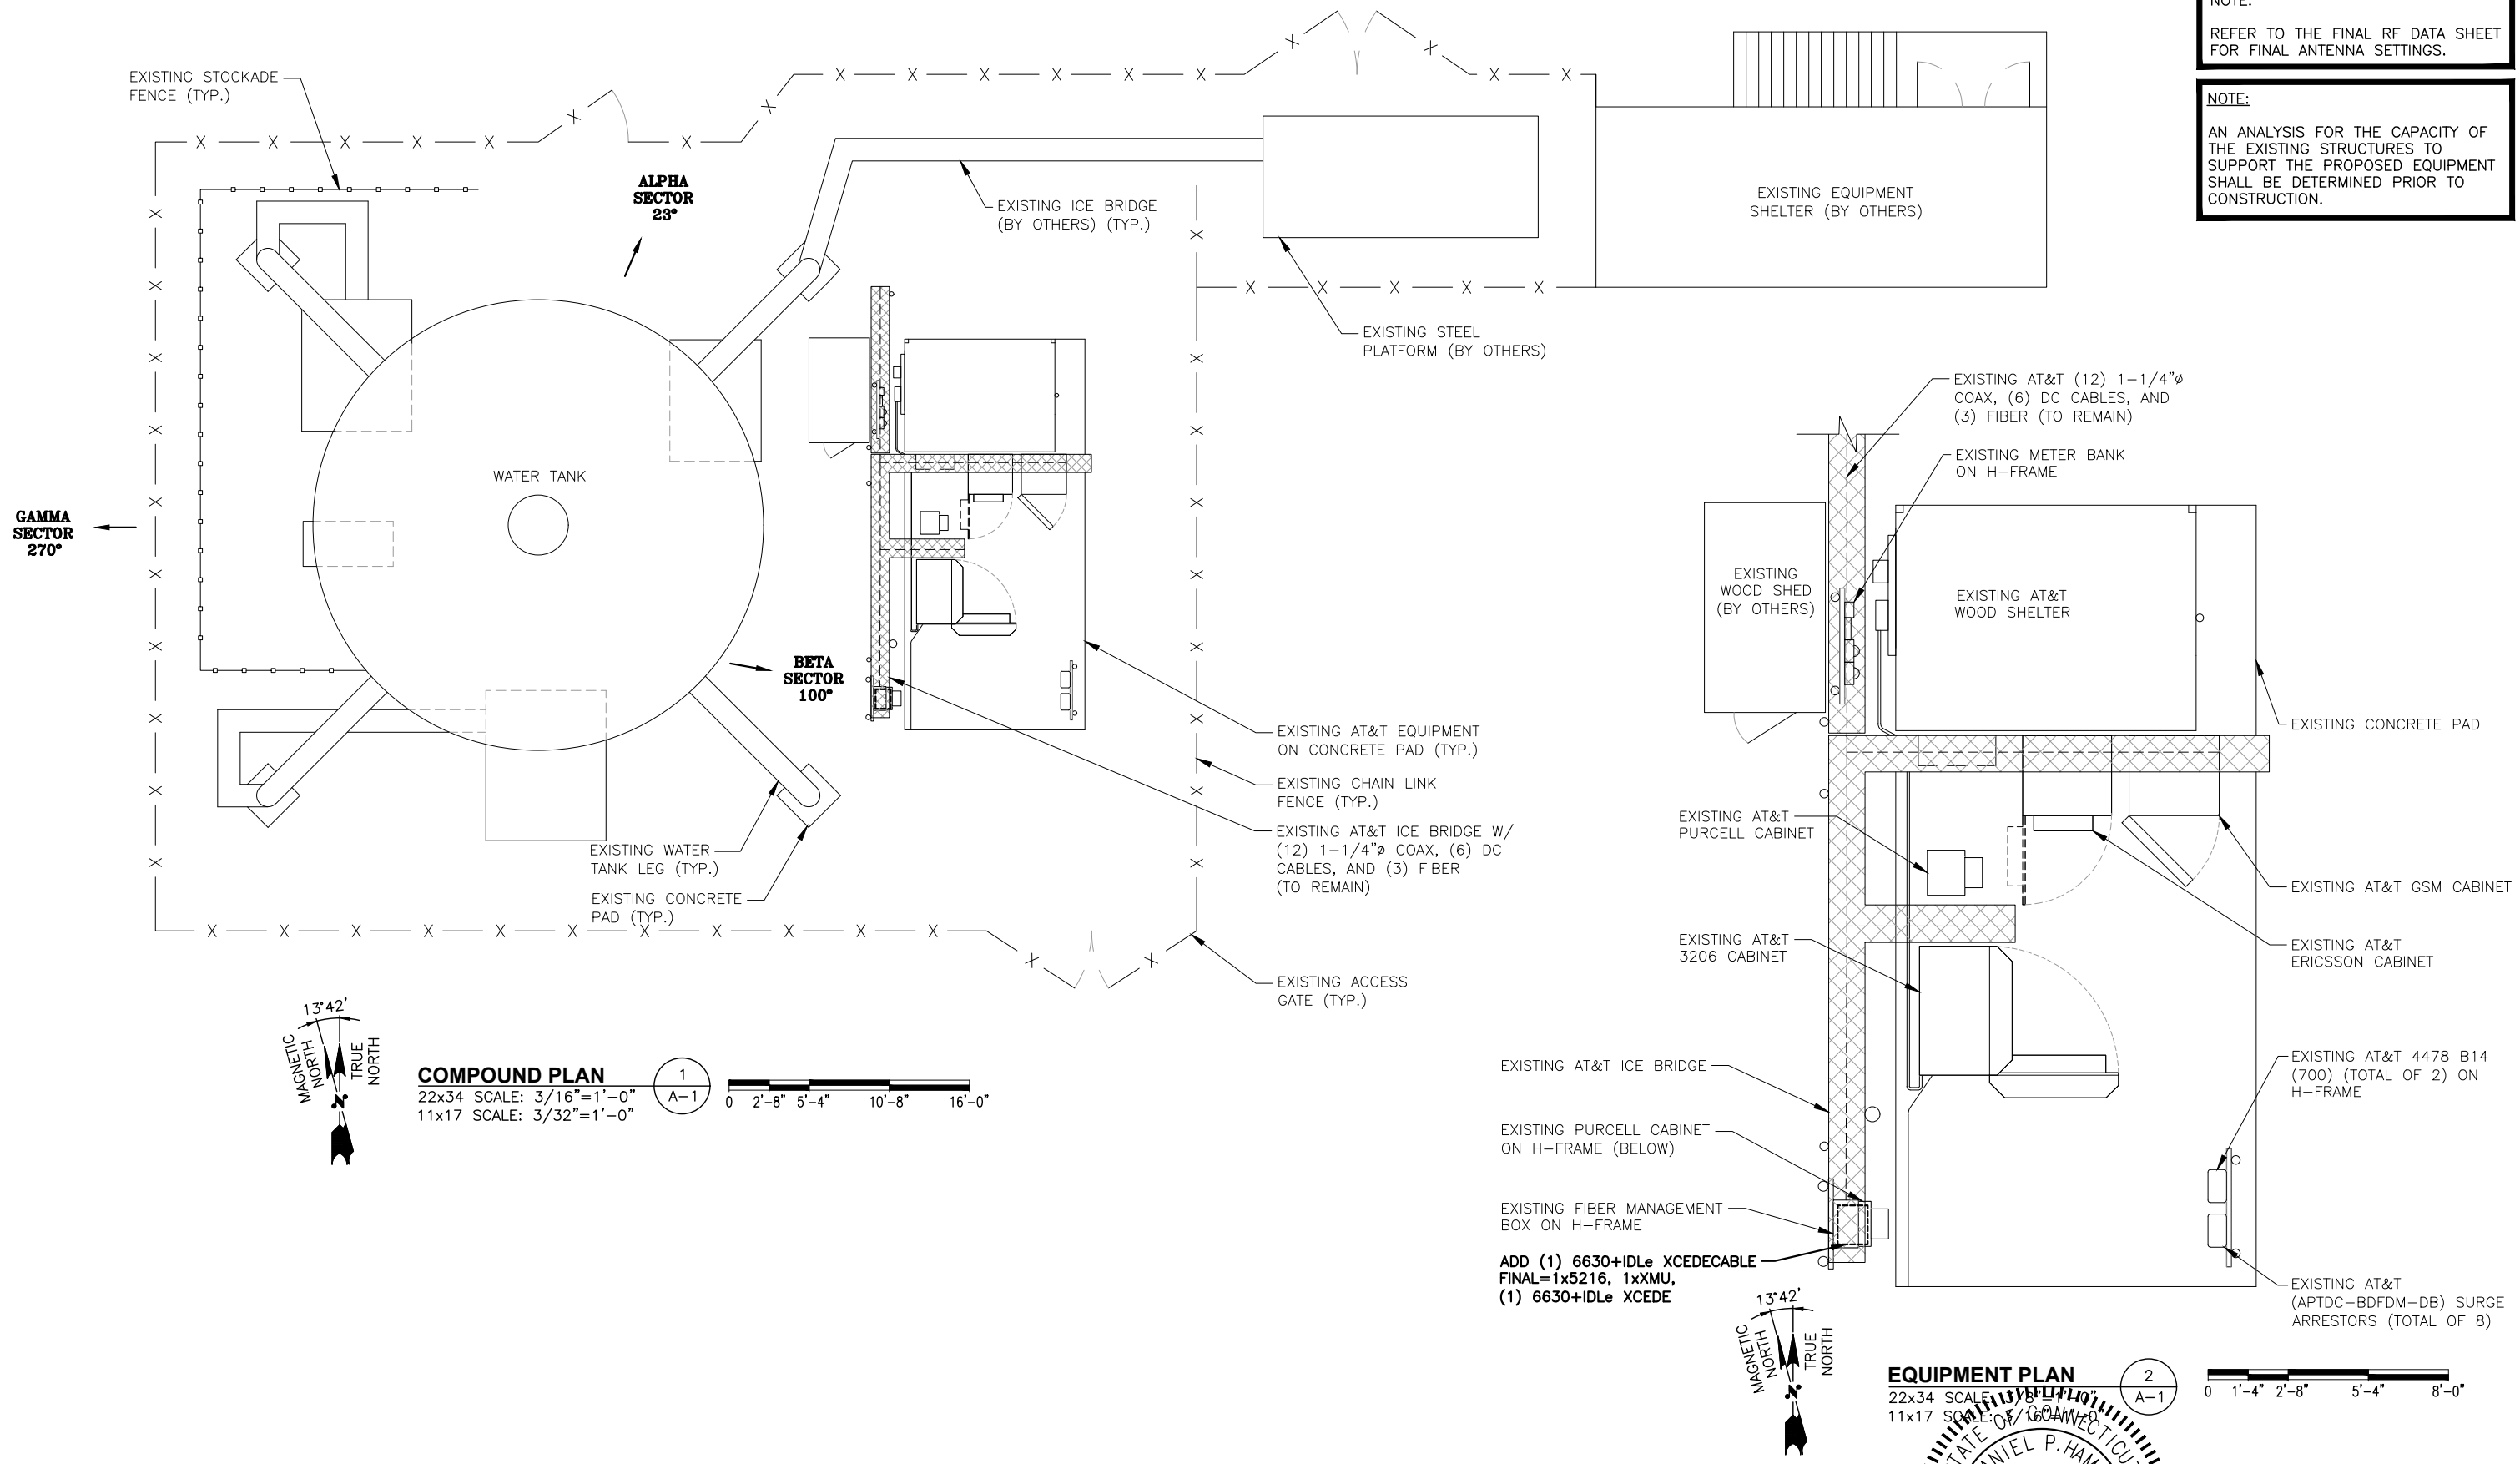 NOTE:
REFER TO THE FINAL RF DATA SHEET
FOR FINAL ANTENNA SETTINGS.
NOTE:
AN ANALYSIS FOR THE CAPACITY OF
THE EXISTING STRUCTURES TO
SUPPORT THE PROPOSED EQUIPMENT
SHALL BE DETERMINED PRIOR TO
CONSTRUCTION.
EXISTING STOCKADE
FENCE (TYP.)
ALPHA
SECTOR
23°
EXISTING ICE BRIDGE
(BY OTHERS) (TYP.)
EXISTING EQUIPMENT
SHELTER (BY OTHERS)
EXISTING STEEL
PLATFORM (BY OTHERS)
WATER TANK
GAMMA
SECTOR
270°
BETA
SECTOR
100°
EXISTING AT&T EQUIPMENT
ON CONCRETE PAD (TYP.)
EXISTING CHAIN LINK
FENCE (TYP.)
EXISTING AT&T ICE BRIDGE W/
(12) 1-1/4"ø COAX, (6) DC
CABLES, AND (3) FIBER
(TO REMAIN)
EXISTING WATER
TANK LEG (TYP.)
EXISTING CONCRETE
PAD (TYP.)
EXISTING ACCESS
GATE (TYP.)
13°42'
MAGNETIC
NORTH
TRUE
NORTH
N
COMPOUND PLAN
22x34 SCALE: 3/16"=1'-0"
11x17 SCALE: 3/32"=1'-0"
1
A-1
0 2'-8" 5'-4" 10'-8" 16'-0"
EXISTING AT&T (12) 1-1/4"ø
COAX, (6) DC CABLES, AND
(3) FIBER (TO REMAIN)
EXISTING METER BANK
ON H-FRAME
EXISTING
WOOD SHED
(BY OTHERS)
EXISTING AT&T
WOOD SHELTER
EXISTING CONCRETE PAD
EXISTING AT&T
PURCELL CABINET
EXISTING AT&T GSM CABINET
EXISTING AT&T
3206 CABINET
EXISTING AT&T
ERICSSON CABINET
EXISTING AT&T ICE BRIDGE
EXISTING AT&T 4478 B14
(700) (TOTAL OF 2) ON
H-FRAME
EXISTING PURCELL CABINET
ON H-FRAME (BELOW)
EXISTING FIBER MANAGEMENT
BOX ON H-FRAME
ADD (1) 6630+IDLe XCEDECABLE
FINAL=1x5216, 1xXMU,
(1) 6630+IDLe XCEDE
EXISTING AT&T
(APTDC-BDFDM-DB) SURGE
ARRESTORS (TOTAL OF 8)
13°42'
MAGNETIC
NORTH
TRUE
NORTH
N
EQUIPMENT PLAN
22x34 SCALE: 3/8"=1'-0"
11x17 SCALE: 3/16"=1'-0"
2
A-1
0 1'-4" 2'-8" 5'-4" 8'-0"
OF CONNECTICU
P. HAM